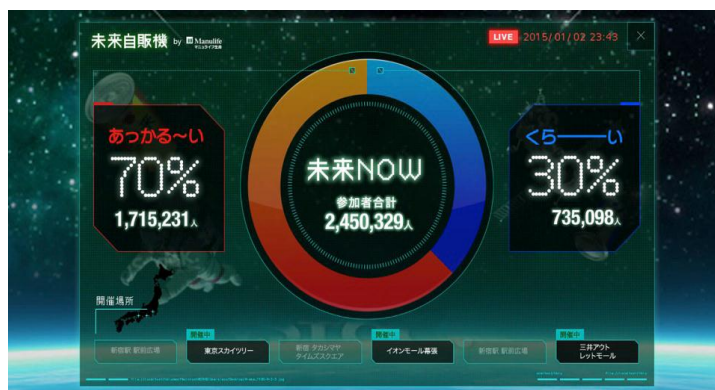 未来自販機 by Manulife
マニュライフ生命
LIVE 2015/01/02 23:43
あっかる〜い
70%
1,715,231人
未来NOW
参加者合計
2,450,329人
くら━━い
30%
735,098人
開催場所
新宿駅 駅前広場
開催中
東京スカイツリー
新宿 タカシマヤ
タイムズスクエア
開催中
イオンモール幕張
新宿駅 駅前広場
開催中
三井アウト
レットモール